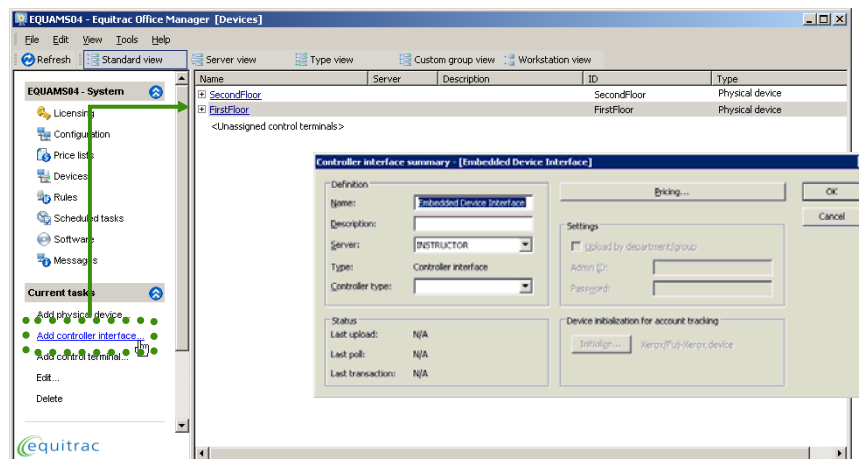 EQUAMS04 - Equitrac Office Manager [Devices]
File Edit View Tools Help
Refresh Standard view Server view Type view Custom group view Workstation view
EQUAMS04 - System
Licensing
Configuration
Price lists
Devices
Rules
Scheduled tasks
Software
Messages
Current tasks
Add physical device...
Add controller interface...
Add control terminal...
Edit...
Delete
equitrac
Name Server Description ID Type
SecondFloor SecondFloor Physical device
FirstFloor FirstFloor Physical device
<Unassigned control terminals>
Controller interface summary - [Embedded Device Interface]
Definition
Name: Embedded Device Interface
Description:
Server: INSTRUCTOR
Type: Controller interface
Controller type:
Status
Last upload: N/A
Last poll: N/A
Last transaction: N/A
Pricing...
Settings
Upload by department/group
Admin ID:
Password:
Device initialization for account tracking
Initialize... Xerox/Fuji-Xerox device
OK
Cancel